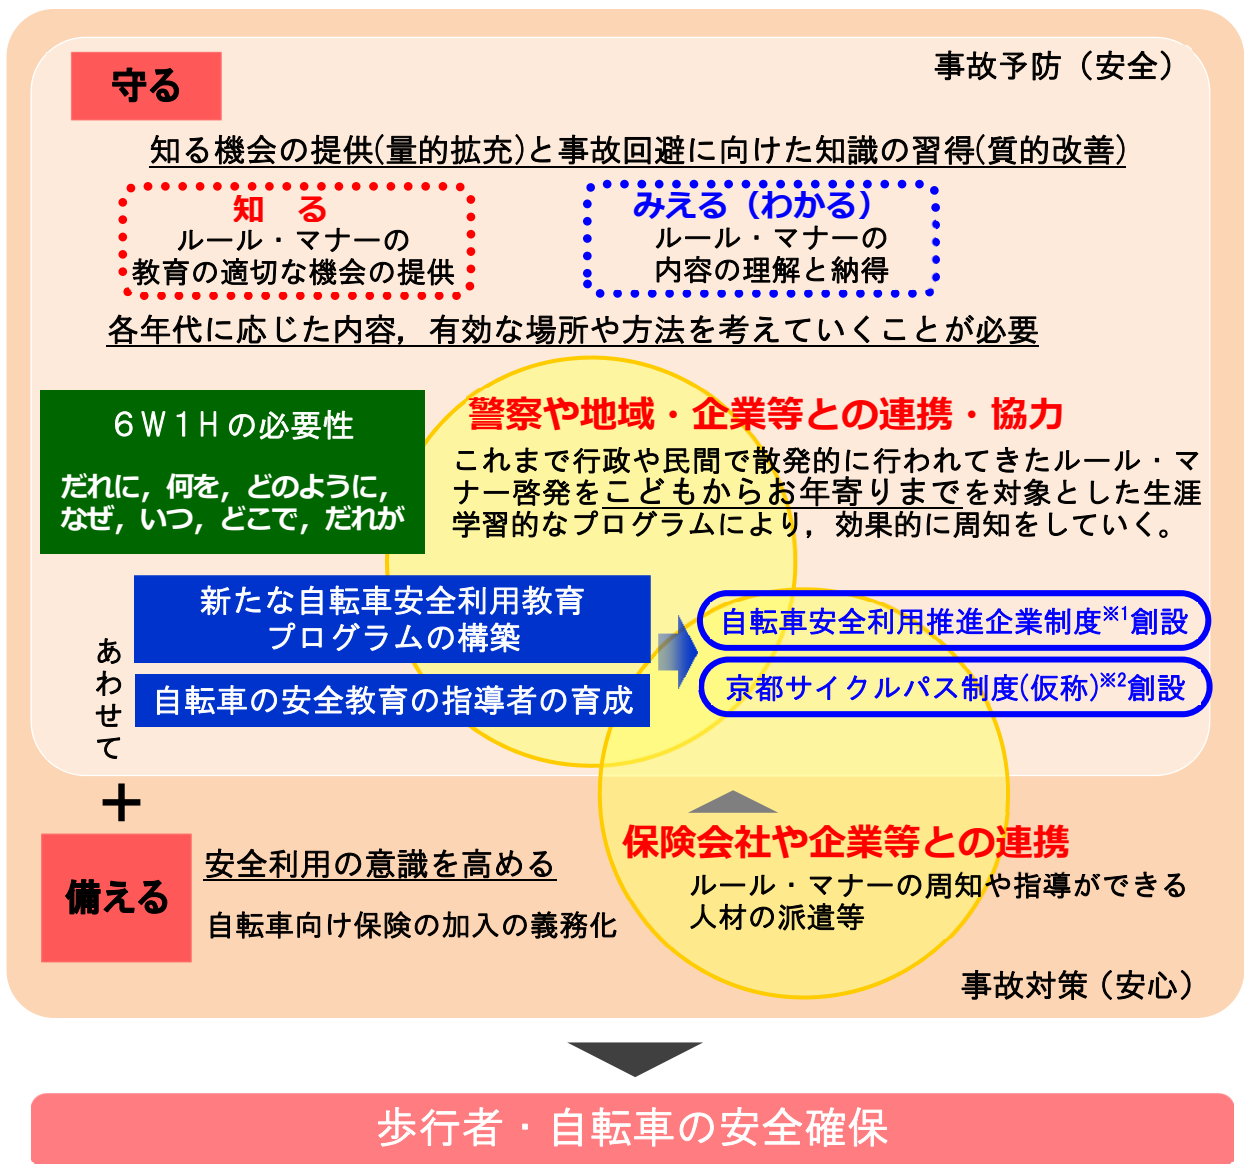 守る
事故予防（安全）
知る機会の提供(量的拡充)と事故回避に向けた知識の習得(質的改善)
知　る
ルール・マナーの
教育の適切な機会の提供
みえる（わかる）
ルール・マナーの
内容の理解と納得
各年代に応じた内容，有効な場所や方法を考えていくことが必要
６Ｗ１Ｈの必要性
だれに，何を，どのように，
なぜ，いつ，どこで，だれが
警察や地域・企業等との連携・協力
これまで行政や民間で散発的に行われてきたルール・マ
ナー啓発をこどもからお年寄りまでを対象とした生涯
学習的なプログラムにより，効果的に周知をしていく。
あわせて
新たな自転車安全利用教育
プログラムの構築
自転車の安全教育の指導者の育成
自転車安全利用推進企業制度※1創設
京都サイクルパス制度(仮称)※2創設
＋
備える
安全利用の意識を高める
自転車向け保険の加入の義務化
保険会社や企業等との連携
ルール・マナーの周知や指導ができる
人材の派遣等
事故対策（安心）
歩行者・自転車の安全確保